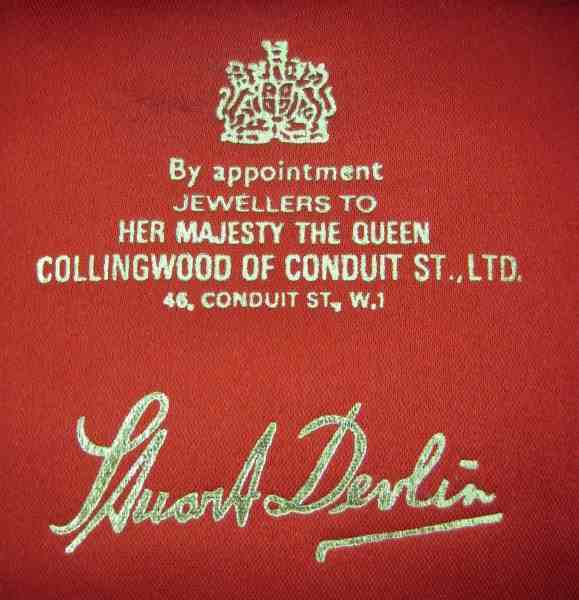 By appointment
JEWELLERS TO
HER MAJESTY THE QUEEN
COLLINGWOOD OF CONDUIT ST., LTD.
46, CONDUIT ST., W.1
Stuart Devlin